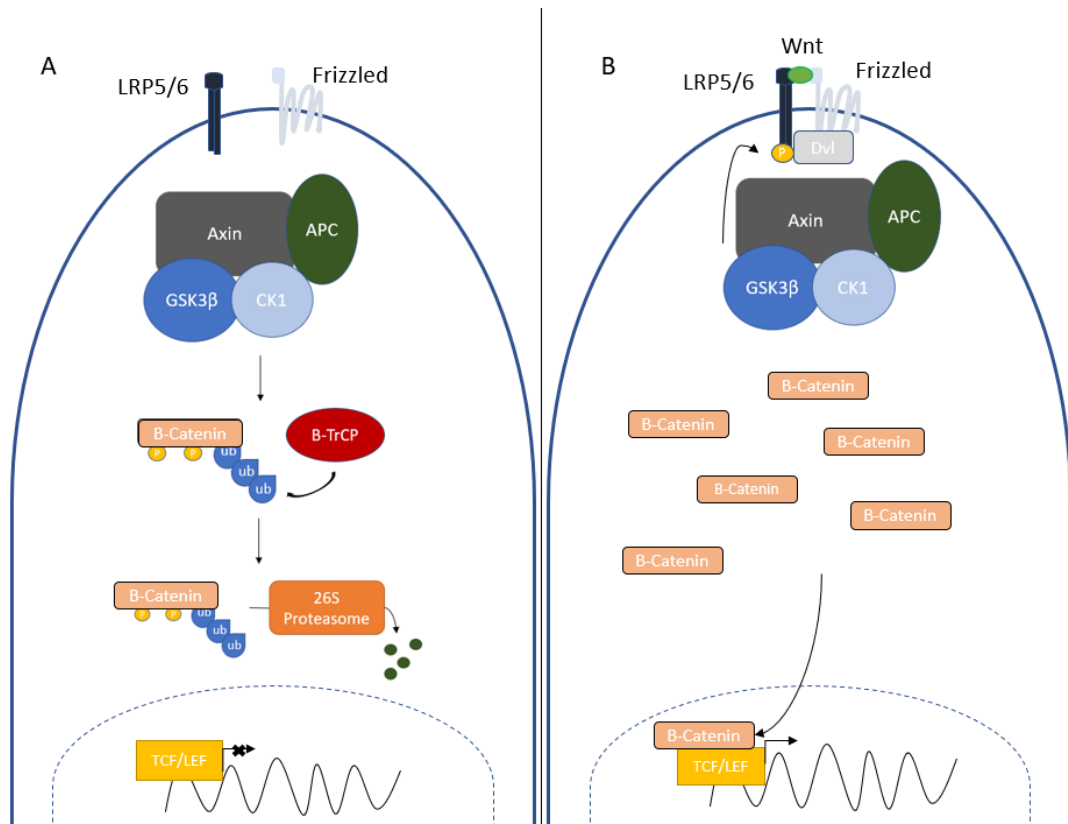 A
LRP5/6
Frizzled
Axin
APC
GSK3β
CK1
B-Catenin
P
P
ub
ub
ub
B-TrCP
B-Catenin
P
P
ub
ub
ub
26S
Proteasome
TCF/LEF
B
Wnt
LRP5/6
Frizzled
P
Dvl
Axin
APC
GSK3β
CK1
B-Catenin
B-Catenin
B-Catenin
B-Catenin
B-Catenin
B-Catenin
B-Catenin
TCF/LEF